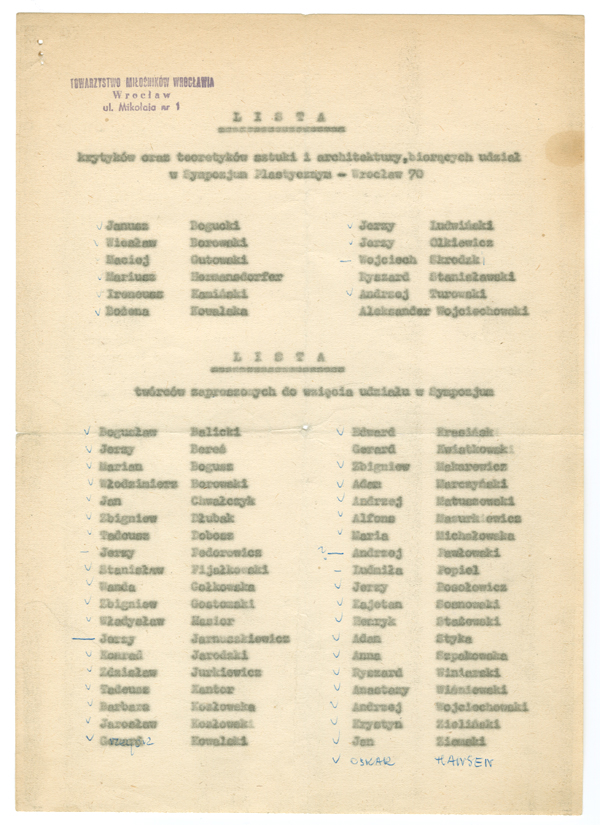 TOWARZYSTWO MIŁOŚNIKÓW WROCŁAWIA
Wrocław
ul. Mikołaja nr 1
L I S T A
krytyków oraz teoretyków sztuki i architektury, biorących udział
w Sympozjum Plastycznym - Wrocław 70
Janusz Bogucki
Wiesław Borowski
Maciej Gutowski
Mariusz Hermansdorfer
Ireneusz Kamiński
Bożena Kowalska
Jerzy Ludwiński
Jerzy Olkiewicz
Wojciech Skrodzki
Ryszard Stanisławski
Andrzej Turowski
Aleksander Wojciechowski
L I S T A
twórców zaproszonych do wzięcia udziału w Sympozjum
Bogusław Balicki
Jerzy Bereś
Marian Bogusz
Włodzimierz Borowski
Jan Chwałczyk
Zbigniew Dłubak
Tadeusz Dobosz
Jerzy Fedorowicz
Stanisław Fijałkowski
Wanda Gołkowska
Zbigniew Gostomski
Władysław Hasior
Jerzy Jarnuszkiewicz
Konrad Jarodzki
Zdzisław Jurkiewicz
Tadeusz Kantor
Barbara Kozłowska
Jarosław Kozłowski
Kowalski
Edward Krasiński
Gerard Kwiatkowski
Zbigniew Makarewicz
Adam Marczyński
Andrzej Matuszewski
Alfons Mazurkiewicz
Maria Michałowska
Andrzej Pawłowski
Ludmiła Popiel
Jerzy Rosołowicz
Kajetan Sosnowski
Henryk Stażewski
Adam Styka
Anna Szpakowska
Ryszard Winiarski
Anastazy Wiśniewski
Andrzej Wojciechowski
Krystyn Zieliński
Jan Ziemski
OSKAR HANSEN